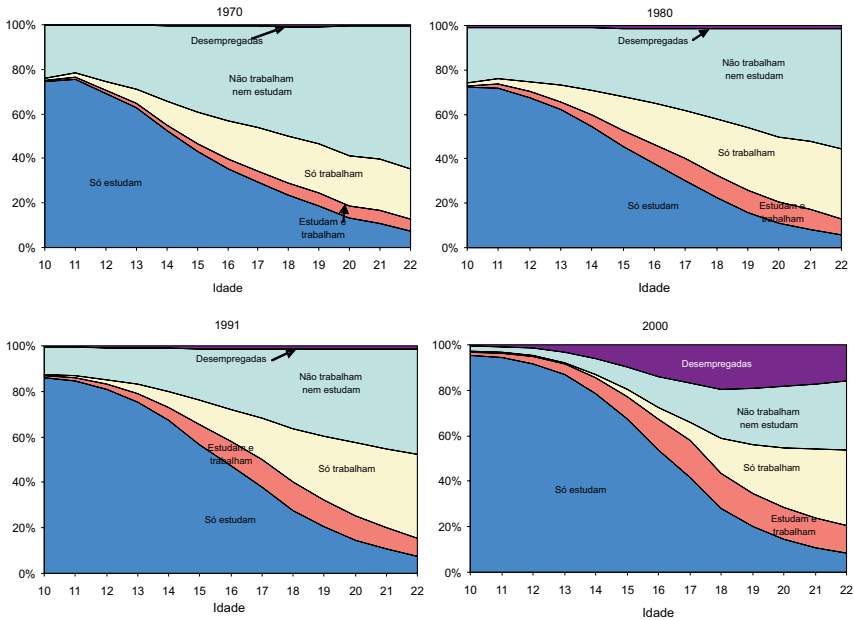 1970
100%
80%
60%
40%
20%
0%
Desempregadas
Não trabalham
nem estudam
Só trabalham
Só estudam
Estudam e
trabalham
10 11 12 13 14 15 16 17 18 19 20 21 22
Idade
1980
100%
80%
60%
40%
20%
0%
Desempregadas
Não trabalham
nem estudam
Só trabalham
Só estudam
Estudam e
trabalham
10 11 12 13 14 15 16 17 18 19 20 21 22
Idade
1991
100%
80%
60%
40%
20%
0%
Desempregadas
Não trabalham
nem estudam
Estudam e
trabalham
Só trabalham
Só estudam
10 11 12 13 14 15 16 17 18 19 20 21 22
Idade
2000
100%
80%
60%
40%
20%
0%
Desempregadas
Não trabalham
nem estudam
Só trabalham
Só estudam
Estudam e
trabalham
10 11 12 13 14 15 16 17 18 19 20 21 22
Idade